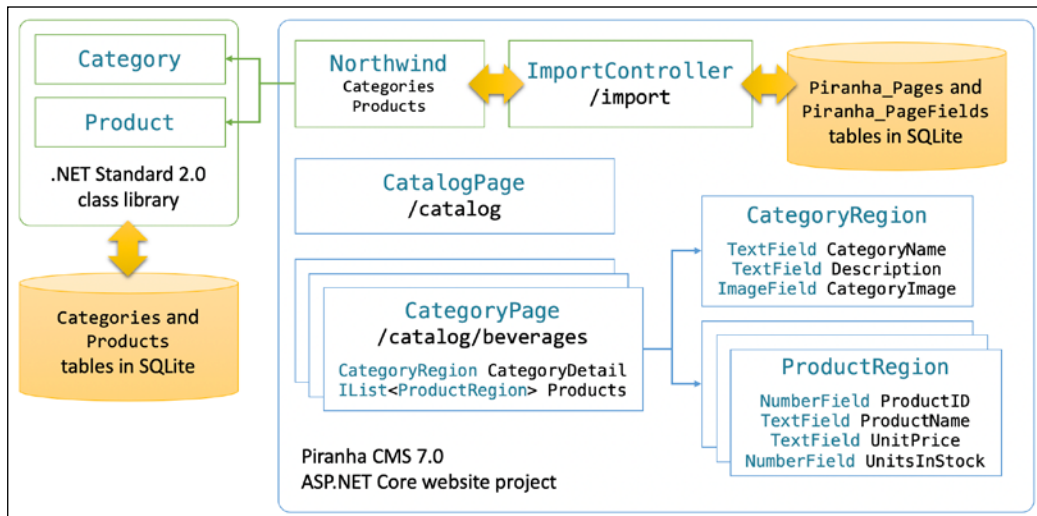 Category
Product
.NET Standard 2.0
class library
Categories and
Products
tables in SQLite
Northwind
Categories
Products
ImportController
/import
Piranha_Pages and
Piranha_PageFields
tables in SQLite
CatalogPage
/catalog
CategoryPage
/catalog/beverages
CategoryRegion CategoryDetail
IList<ProductRegion> Products
CategoryRegion
TextField CategoryName
TextField Description
ImageField CategoryImage
ProductRegion
NumberField ProductID
TextField ProductName
TextField UnitPrice
NumberField UnitsInStock
Piranha CMS 7.0
ASP.NET Core website project